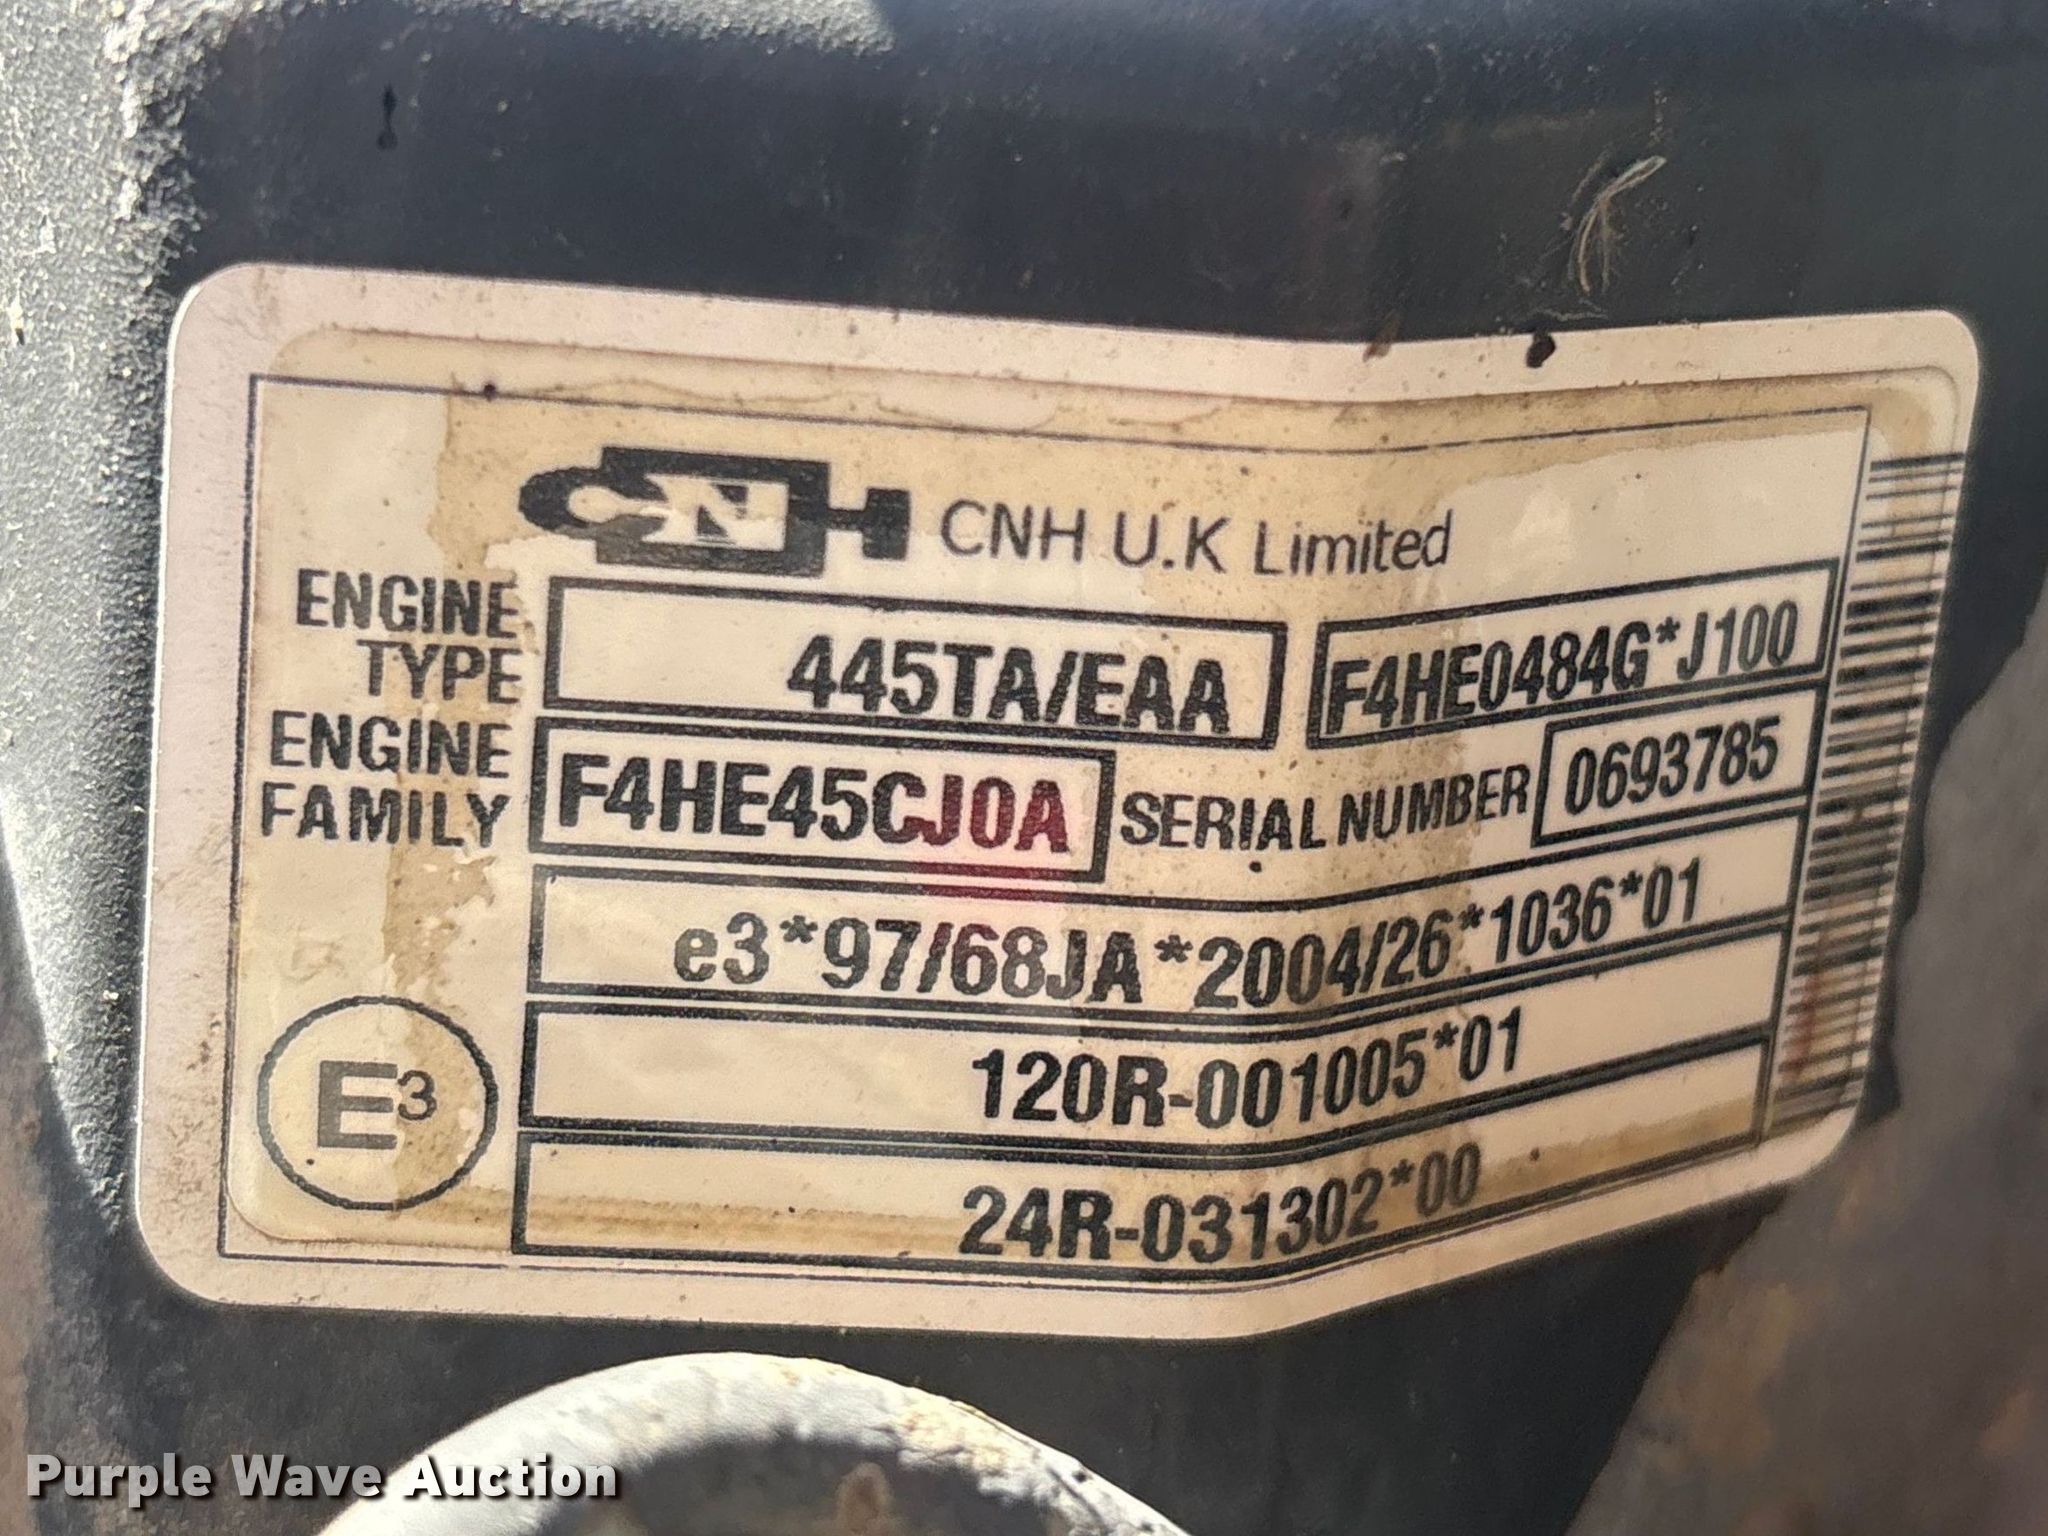 CN CNH U.K Limited
ENGINE TYPE 445TA/EAA F4HE0484G*J100
ENGINE FAMILY F4HE45CJ0A SERIAL NUMBER 0693785
e3*97/68JA*2004/26*1036*01
120R-001005*01
E3
24R-031302*00
Purple Wave Auction